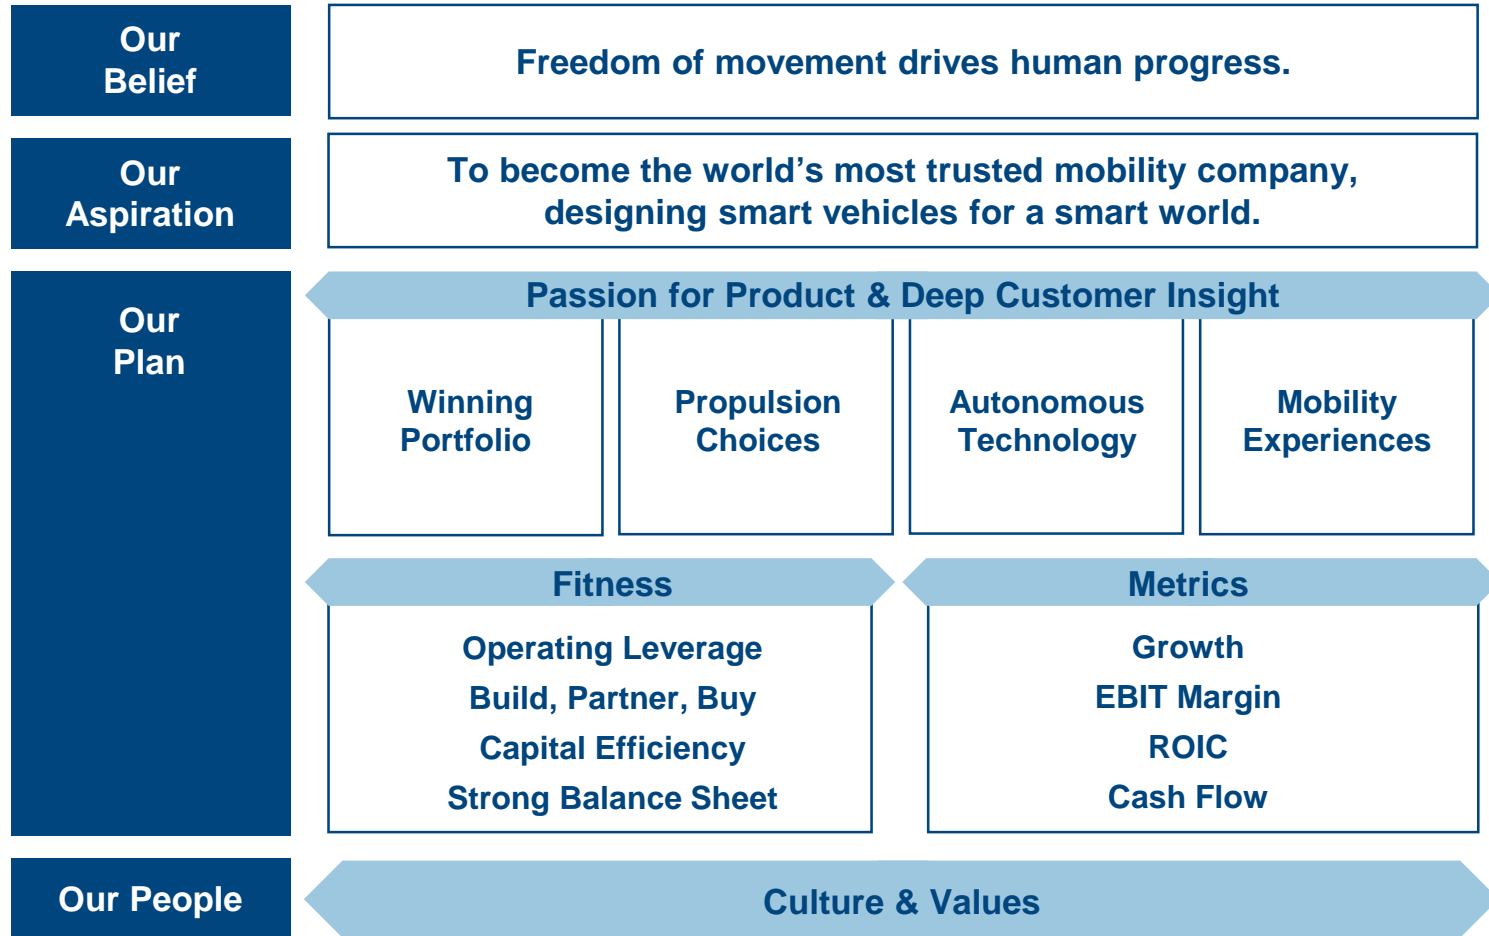 Our
Belief
Freedom of movement drives human progress.
Our
Aspiration
To become the world’s most trusted mobility company,
designing smart vehicles for a smart world.
Our
Plan
Passion for Product & Deep Customer Insight
Winning
Portfolio
Propulsion
Choices
Autonomous
Technology
Mobility
Experiences
Fitness
Operating Leverage
Build, Partner, Buy
Capital Efficiency
Strong Balance Sheet
Metrics
Growth
EBIT Margin
ROIC
Cash Flow
Our People
Culture & Values